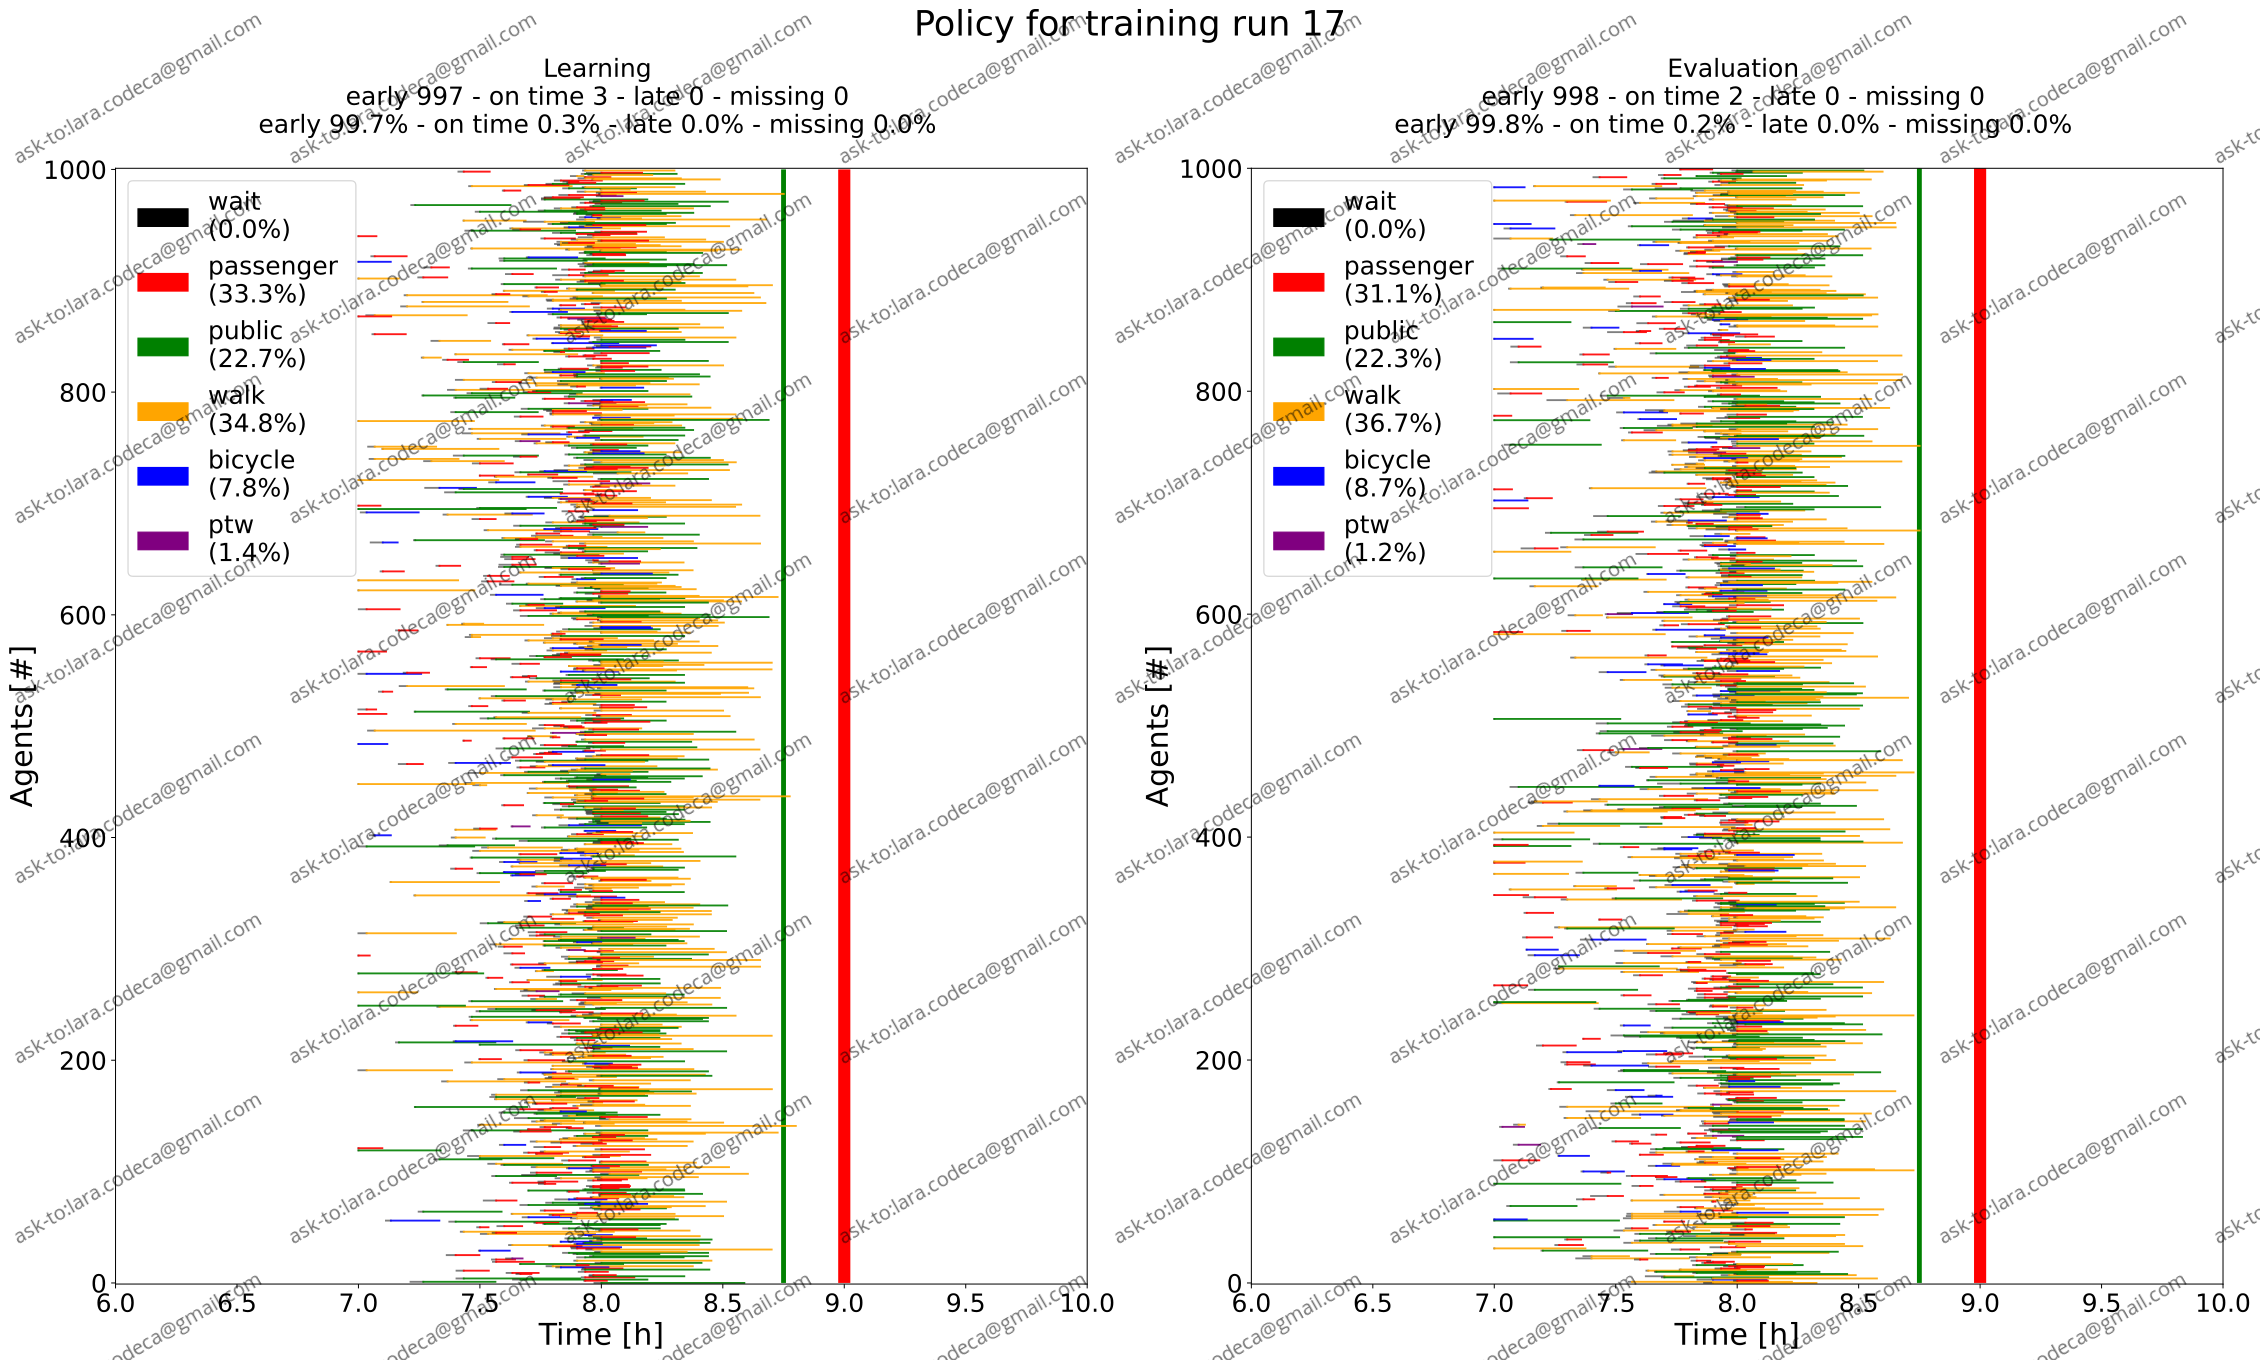 Policy for training run 17
Learning
early 997 - on time 3 - late 0 - missing 0
early 99.7% - on time 0.3% - late 0.0% - missing 0.0%
1000
800
600
400
200
0
Agents [#]
wait
(0.0%)
passenger
(33.3%)
public
(22.7%)
walk
(34.8%)
bicycle
(7.8%)
ptw
(1.4%)
6.0 6.5 7.0 7.5 8.0 8.5 9.0 9.5 10.0
Time [h]
Evaluation
early 998 - on time 2 - late 0 - missing 0
early 99.8% - on time 0.2% - late 0.0% - missing 0.0%
1000
800
600
400
200
0
Agents [#]
wait
(0.0%)
passenger
(31.1%)
public
(22.3%)
walk
(36.7%)
bicycle
(8.7%)
ptw
(1.2%)
6.0 6.5 7.0 7.5 8.0 8.5 9.0 9.5 10.0
Time [h]
ask-to:lara.codeca@gmail.com